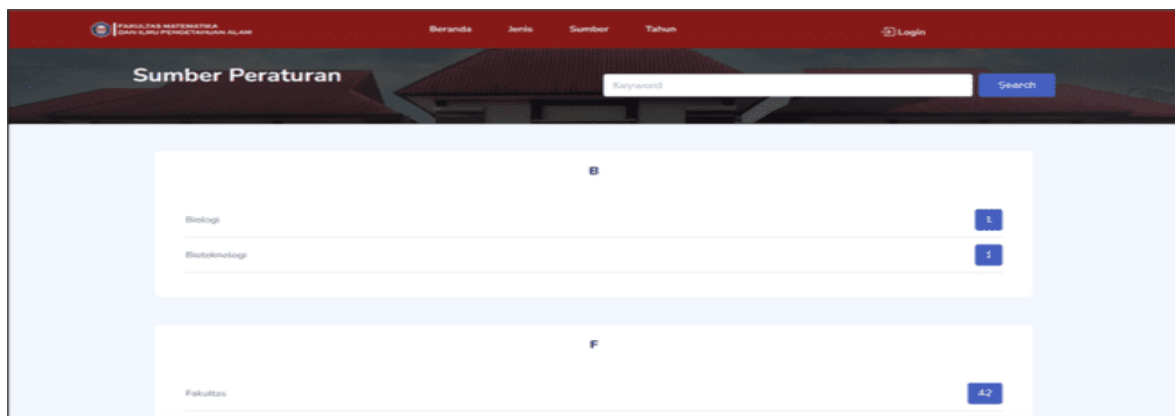 FAKULTAS MATEMATIKA
DAN ILMU PENGETAHUAN ALAM
Beranda Jenis Sumber Tahun Login
Sumber Peraturan
Keyword Search
B
Biologi 1
Bioteknologi 1
F
Fakultas 42